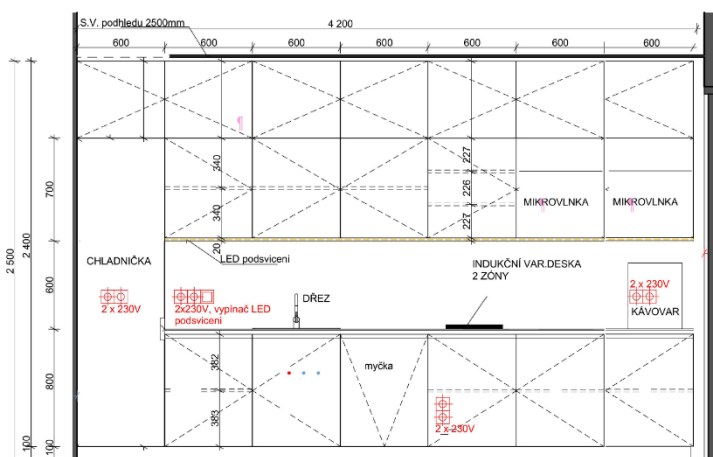 S.V. podhledu 2500mm
4 200
600 600 600 600 600 600 600
227
340
226
700
MIKROVLNKA MIKROVLNKA
340
227
20
2 500
2 400
LED podsviceni
CHLADNIČKA
INDUKČNÍ VAR.DESKA
2 ZÓNY
2 x 230V
600
DŘEZ
2 x 230V
2x230V, vypínač LED
podsviceni
KÁVOVAR
382
myčka
800
383
2 x 230V
100
100